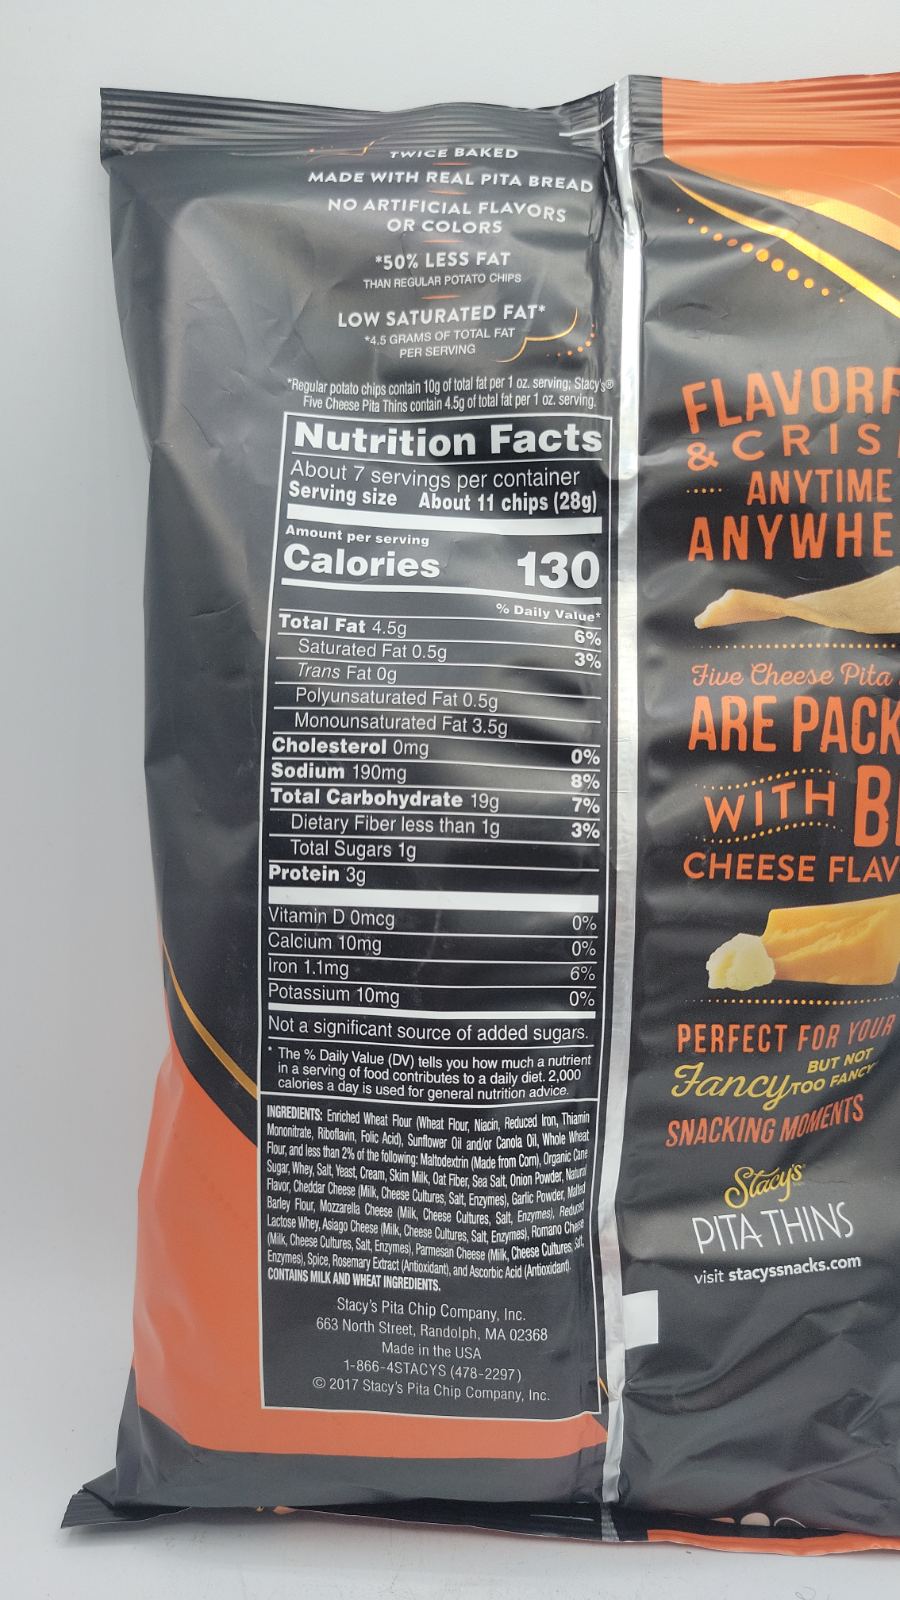 TWICE BAKED
MADE WITH REAL PITA BREAD
NO ARTIFICIAL FLAVORS
OR COLORS
*50% LESS FAT
THAN REGULAR POTATO CHIPS
LOW SATURATED FAT*
*4.5 GRAMS OF TOTAL FAT
PER SERVING
*Regular potato chips contain 10g of total fat per 1 oz. serving; Stacy's®
Five Cheese Pita Thins contain 4.5g of total fat per 1 oz. serving.
Nutrition Facts
About 7 servings per container
Serving size About 11 chips (28g)
Amount per serving
Calories 130
% Daily Value*
Total Fat 4.5g 6%
Saturated Fat 0.5g 3%
Trans Fat 0g
Polyunsaturated Fat 0.5g
Monounsaturated Fat 3.5g
Cholesterol 0mg 0%
Sodium 190mg 8%
Total Carbohydrate 19g 7%
Dietary Fiber less than 1g 3%
Total Sugars 1g
Protein 3g
Vitamin D 0mcg 0%
Calcium 10mg 0%
Iron 1.1mg 6%
Potassium 10mg 0%
Not a significant source of added sugars.
* The % Daily Value (DV) tells you how much a nutrient
in a serving of food contributes to a daily diet. 2,000
calories a day is used for general nutrition advice.
INGREDIENTS: Enriched Wheat Flour (Wheat Flour, Niacin, Reduced Iron, Thiamin
Mononitrate, Riboflavin, Folic Acid), Sunflower Oil and/or Canola Oil, Whole Wheat
Flour, and less than 2% of the following: Maltodextrin (Made from Corn), Organic Cane
Sugar, Whey, Salt, Yeast, Cream, Skim Milk, Oat Fiber, Sea Salt, Onion Powder, Natural
Flavor, Cheddar Cheese (Milk, Cheese Cultures, Salt, Enzymes), Garlic Powder, Malted
Barley Flour, Mozzarella Cheese (Milk, Cheese Cultures, Salt, Enzymes), Reduced
Lactose Whey, Asiago Cheese (Milk, Cheese Cultures, Salt, Enzymes), Romano Cheese
(Milk, Cheese Cultures, Salt, Enzymes), Parmesan Cheese (Milk, Cheese Cultures, Salt,
Enzymes), Spice, Rosemary Extract (Antioxidant), and Ascorbic Acid (Antioxidant).
CONTAINS MILK AND WHEAT INGREDIENTS.
Stacy's Pita Chip Company, Inc.
663 North Street, Randolph, MA 02368
Made in the USA
1-866-4STACYS (478-2297)
© 2017 Stacy's Pita Chip Company, Inc.
FLAVORF
& CRIS
ANYTIME
ANYWHE
Five Cheese Pita
ARE PACK
WITH B
CHEESE FLAV
PERFECT FOR YOUR
Fancy BUT NOT
TOO FANCY
SNACKING MOMENTS
Stacy's
PITA THINS
visit stacyssnacks.com